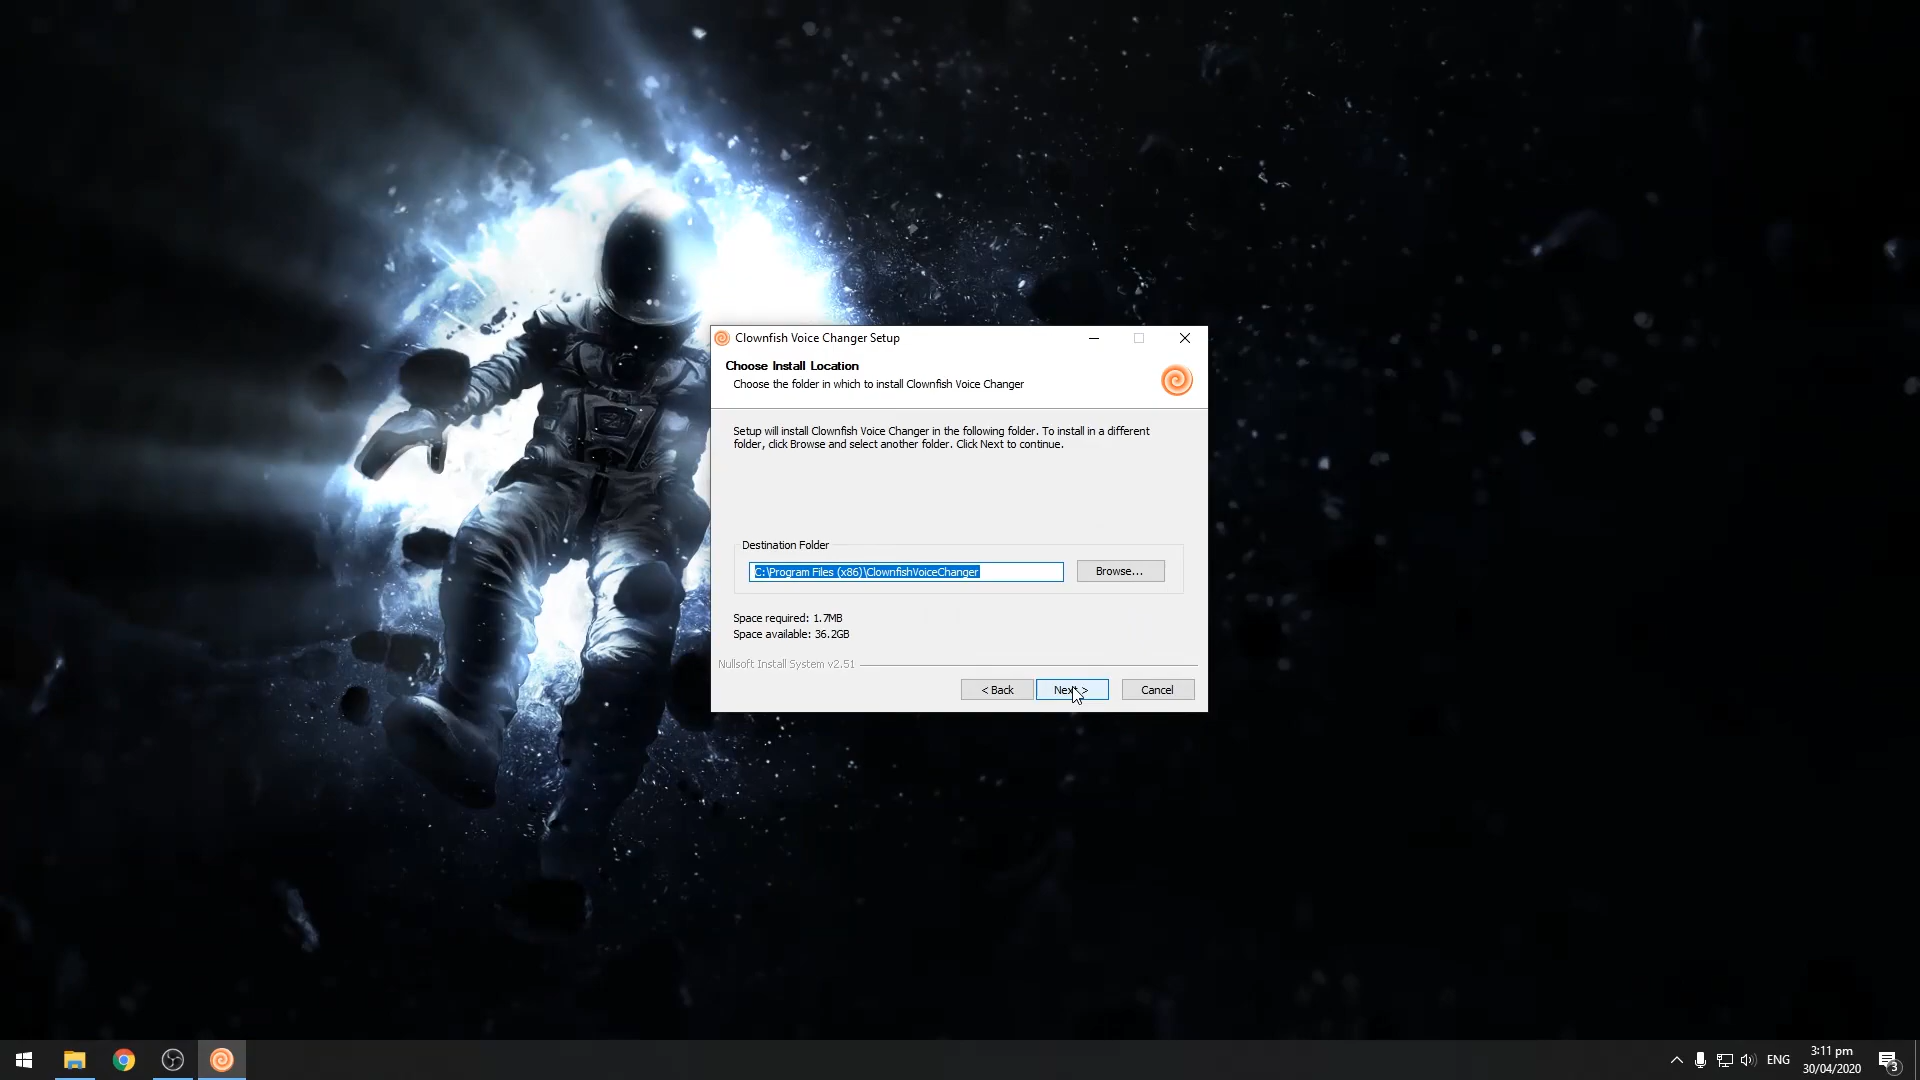 Clownfish Voice Changer Setup
Choose Install Location
Choose the folder in which to install Clownfish Voice Changer
Setup will install Clownfish Voice Changer in the following folder. To install in a different
folder, click Browse and select another folder. Click Next to continue.
Destination Folder
C:\Program Files (x86)\ClownfishVoiceChanger
Browse...
Space required: 1.7MB
Space available: 36.2GB
Nullsoft Install System v2.51
< Back
Next >
Cancel
ENG
3:11 pm
30/04/2020
3